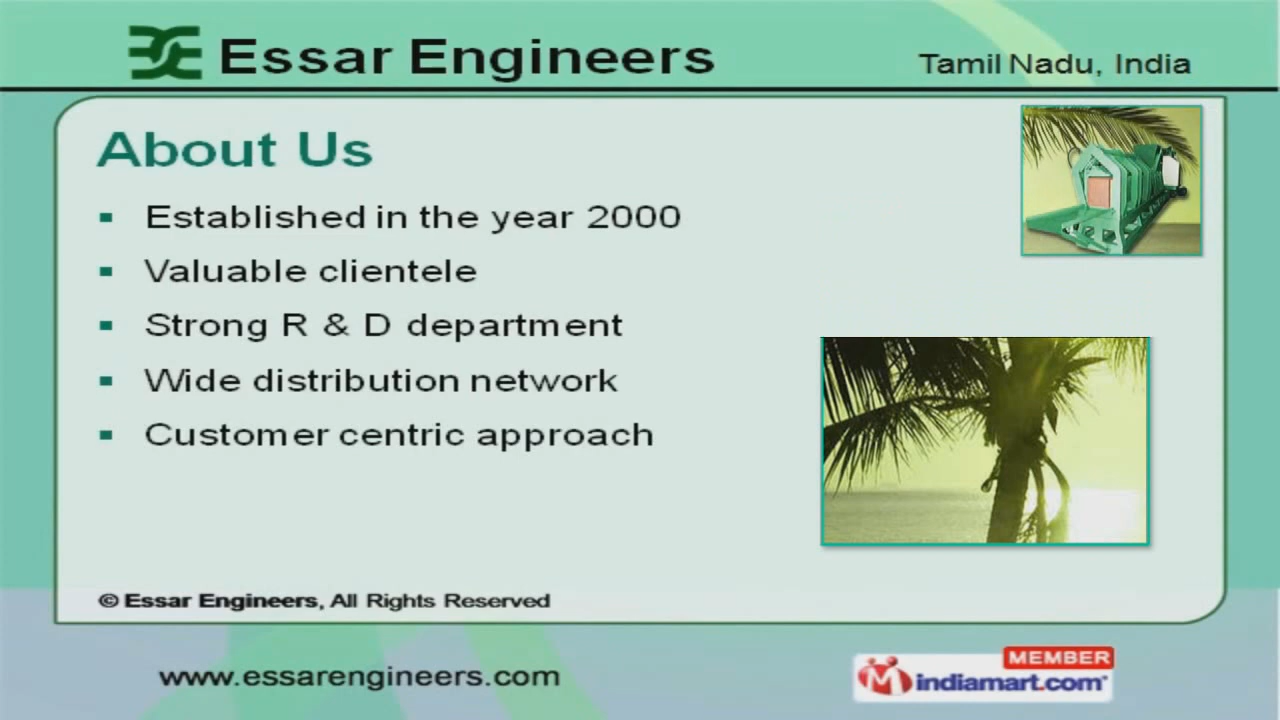 Essar Engineers
Tamil Nadu, India
About Us
Established in the year 2000
Valuable clientele
Strong R & D department
Wide distribution network
Customer centric approach
© Essar Engineers, All Rights Reserved
www.essarengineers.com
MEMBER
indiamart.com